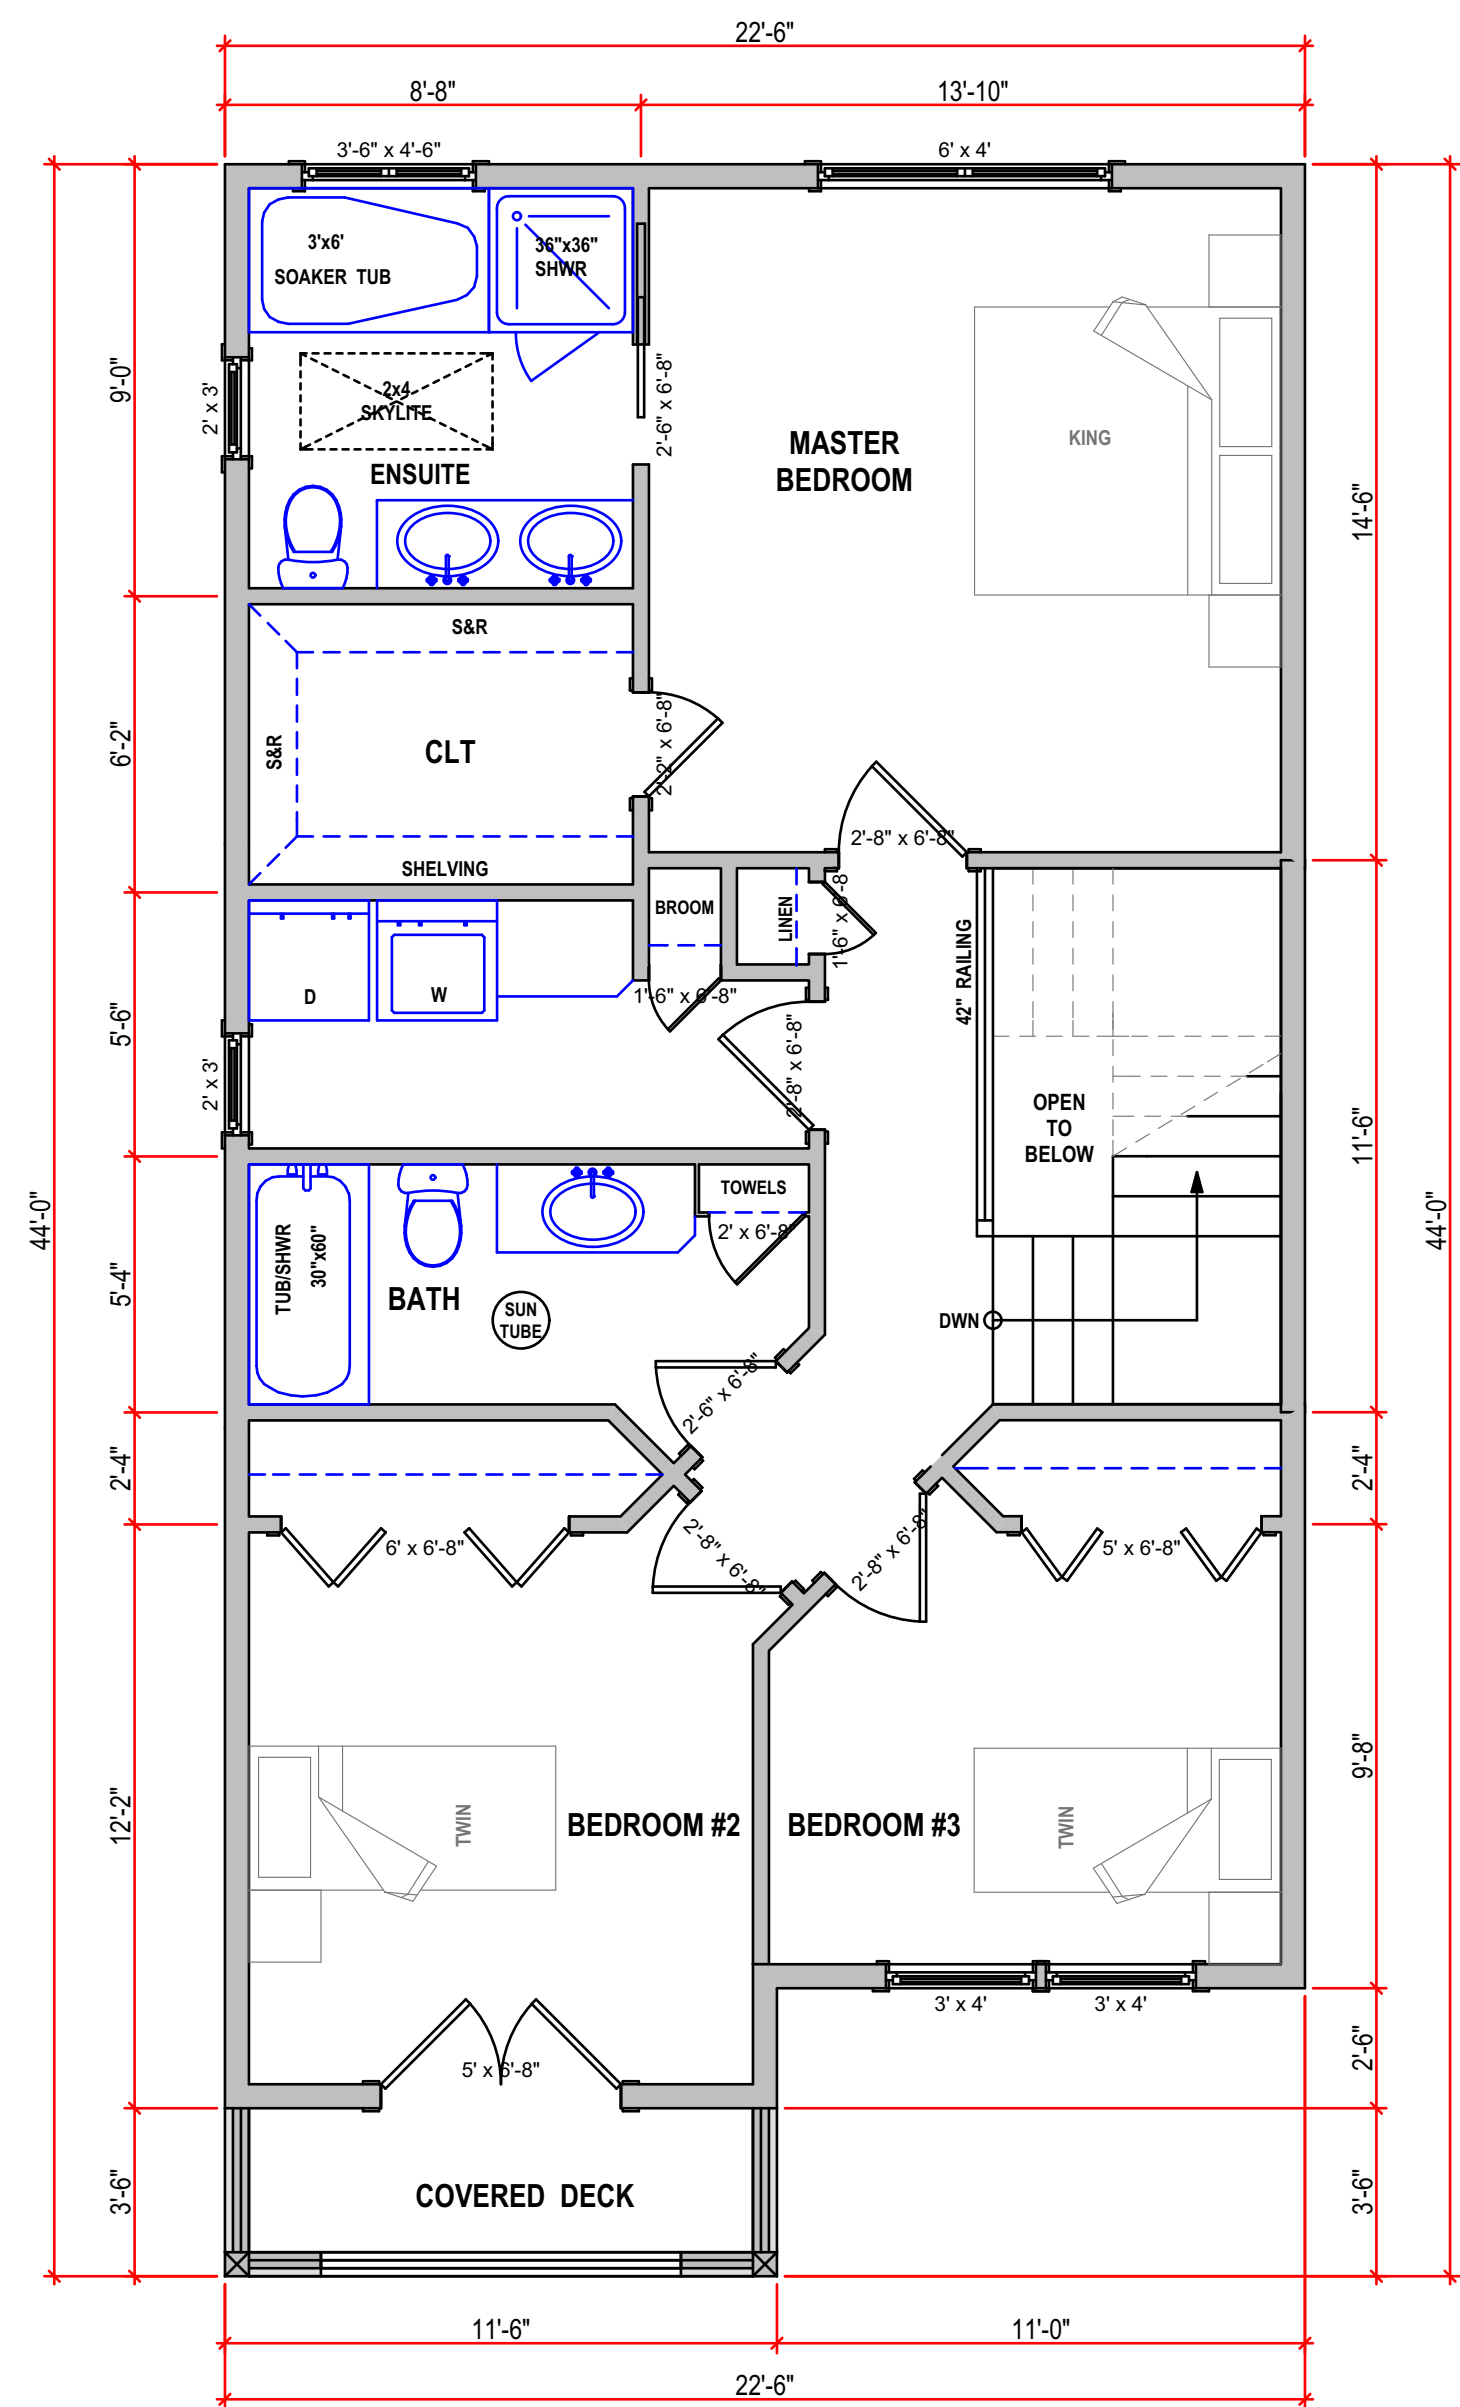 22'-6"
8'-8"
13'-10"
3'-6" x 4'-6"
6' x 4'
3'x6'
SOAKER TUB
36"x36"
SHWR
9'-0"
2' x 3'
2x4
SKYLITE
2'-6" x 6'-8"
ENSUITE
MASTER
BEDROOM
KING
14'-6"
S&R
S&R
6'-2"
CLT
2'-2" x 6'-8"
SHELVING
2'-8" x 6'-8"
BROOM
LINEN
1'-6" x 6'-8"
42" RAILING
D
W
1'-6" x 6'-8"
5'-6"
2' x 3'
2'-8" x 6'-8"
OPEN
TO
BELOW
11'-6"
44'-0"
44'-0"
TOWELS
2' x 6'-8"
TUB/SHWR
30"x60"
5'-4"
BATH
SUN
TUBE
DWN
2'-6" x 6'-8"
2'-4"
2'-4"
6' x 6'-8"
2'-8" x 6'-8"
2'-8" x 6'-8"
5' x 6'-8"
12'-2"
TWIN
BEDROOM #2
BEDROOM #3
TWIN
9'-8"
3' x 4'
3' x 4'
2'-6"
5' x 6'-8"
3'-6"
COVERED DECK
3'-6"
11'-6"
11'-0"
22'-6"